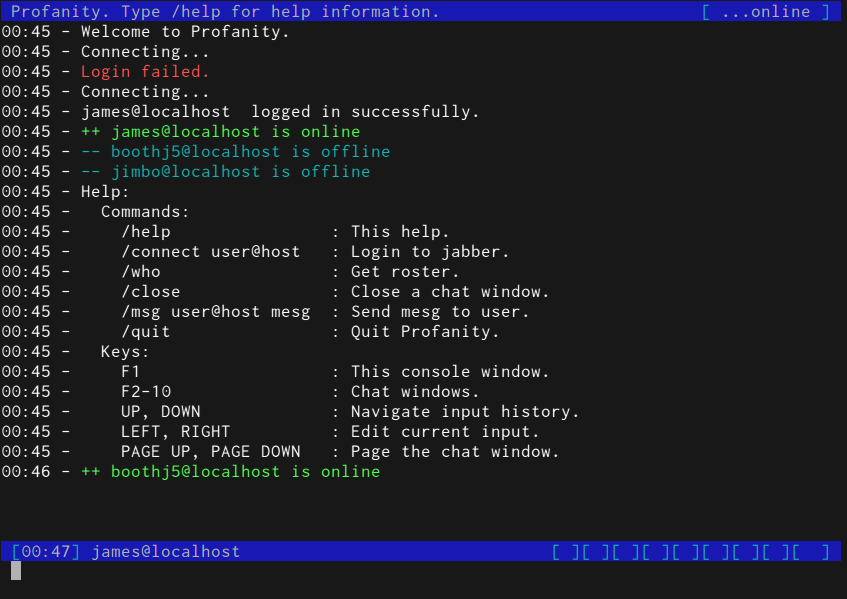 Profanity. Type /help for help information. [ ...online ]
00:45 - Welcome to Profanity.
00:45 - Connecting...
00:45 - Login failed.
00:45 - Connecting...
00:45 - james@localhost  logged in successfully.
00:45 - ++ james@localhost is online
00:45 - -- boothj5@localhost is offline
00:45 - -- jimbo@localhost is offline
00:45 - Help:
00:45 -   Commands:
00:45 -     /help                : This help.
00:45 -     /connect user@host   : Login to jabber.
00:45 -     /who                 : Get roster.
00:45 -     /close               : Close a chat window.
00:45 -     /msg user@host mesg  : Send mesg to user.
00:45 -     /quit                : Quit Profanity.
00:45 -   Keys:
00:45 -     F1                   : This console window.
00:45 -     F2-10                : Chat windows.
00:45 -     UP, DOWN             : Navigate input history.
00:45 -     LEFT, RIGHT          : Edit current input.
00:45 -     PAGE UP, PAGE DOWN   : Page the chat window.
00:46 - ++ boothj5@localhost is online
[00:47] james@localhost [ ][ ][ ][ ][ ][ ][ ][ ][  ]